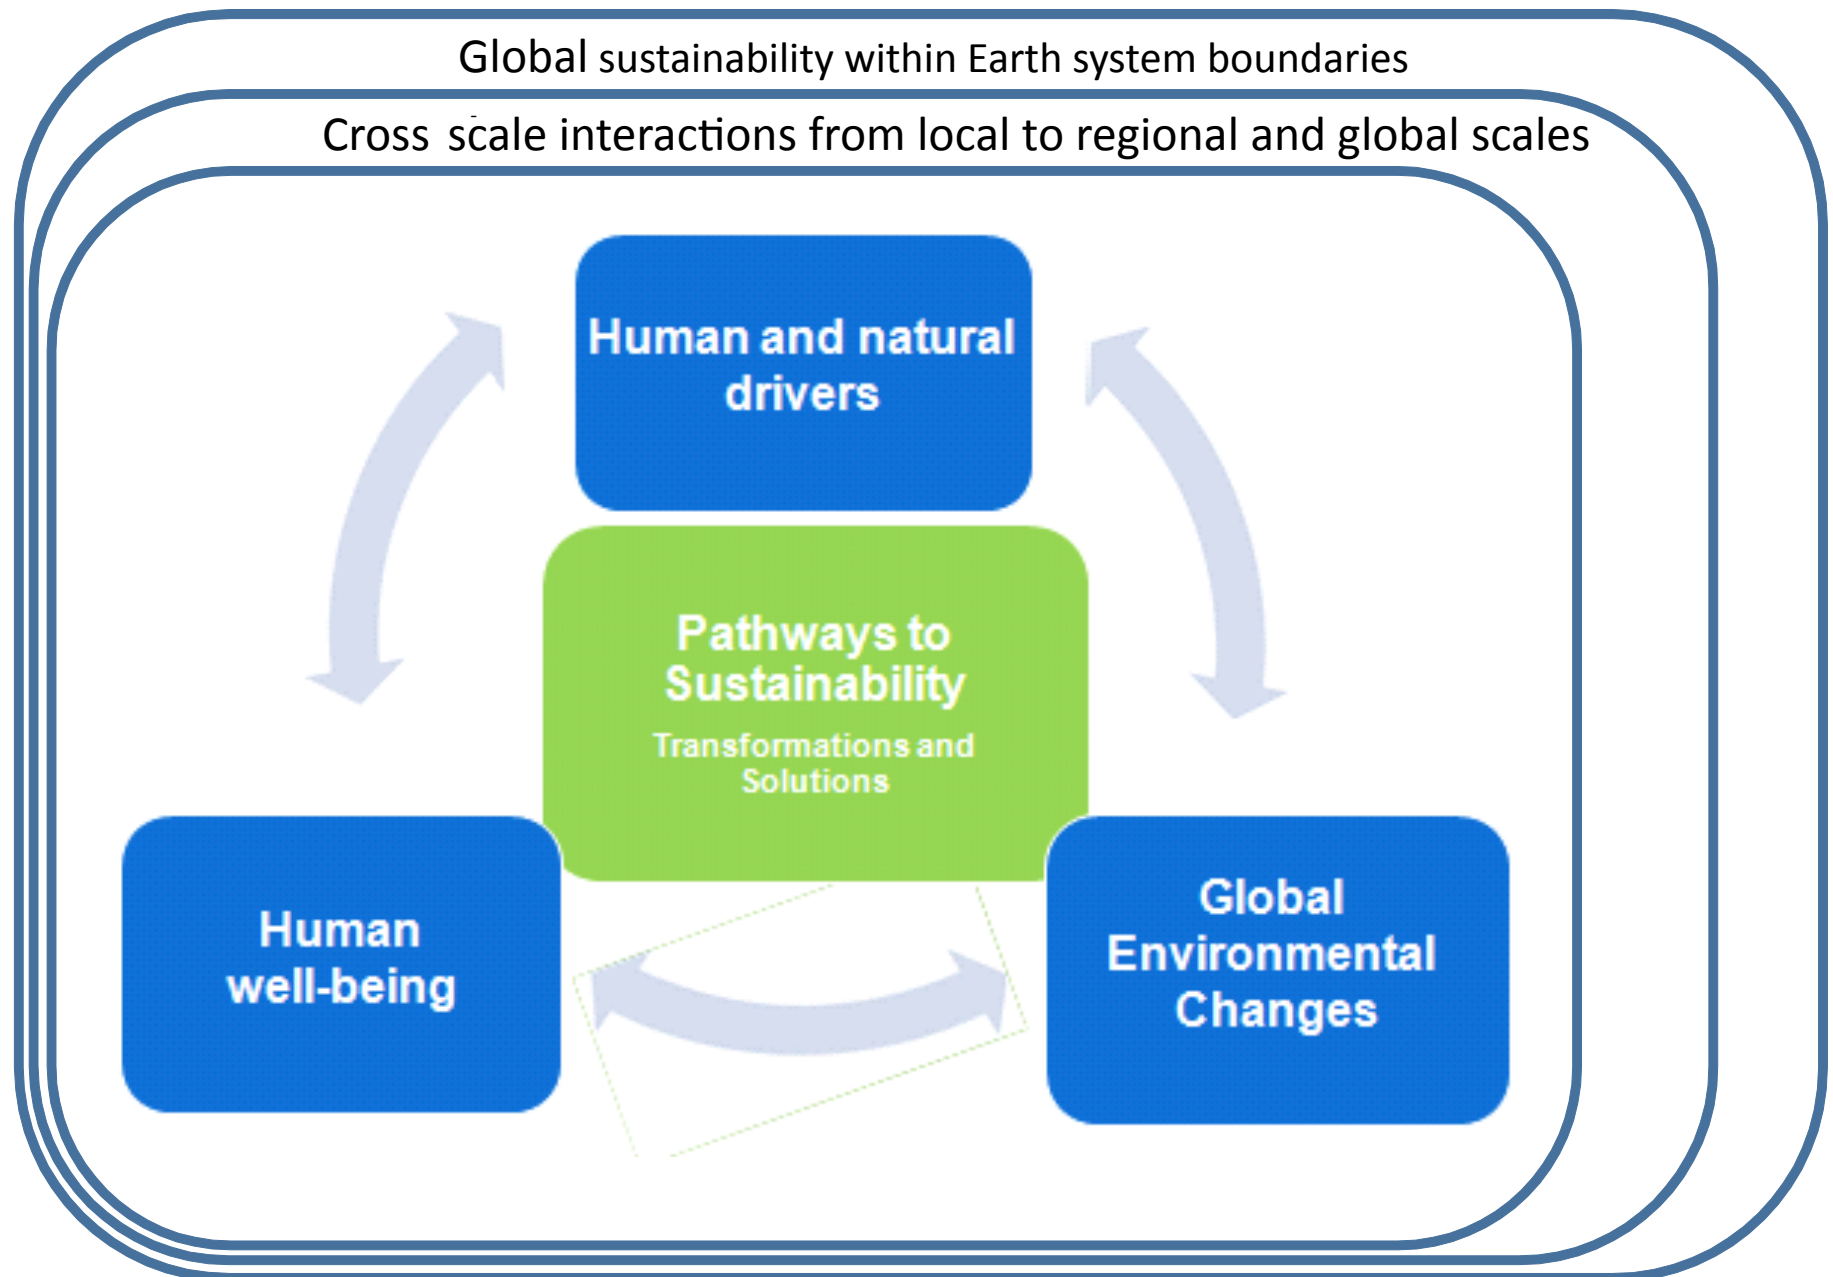 Global sustainability within Earth system boundaries
Cross scale interactions from local to regional and global scales
Human and natural
drivers
Pathways to
Sustainability
Transformations and
Solutions
Human
well-being
Global
Environmental
Changes